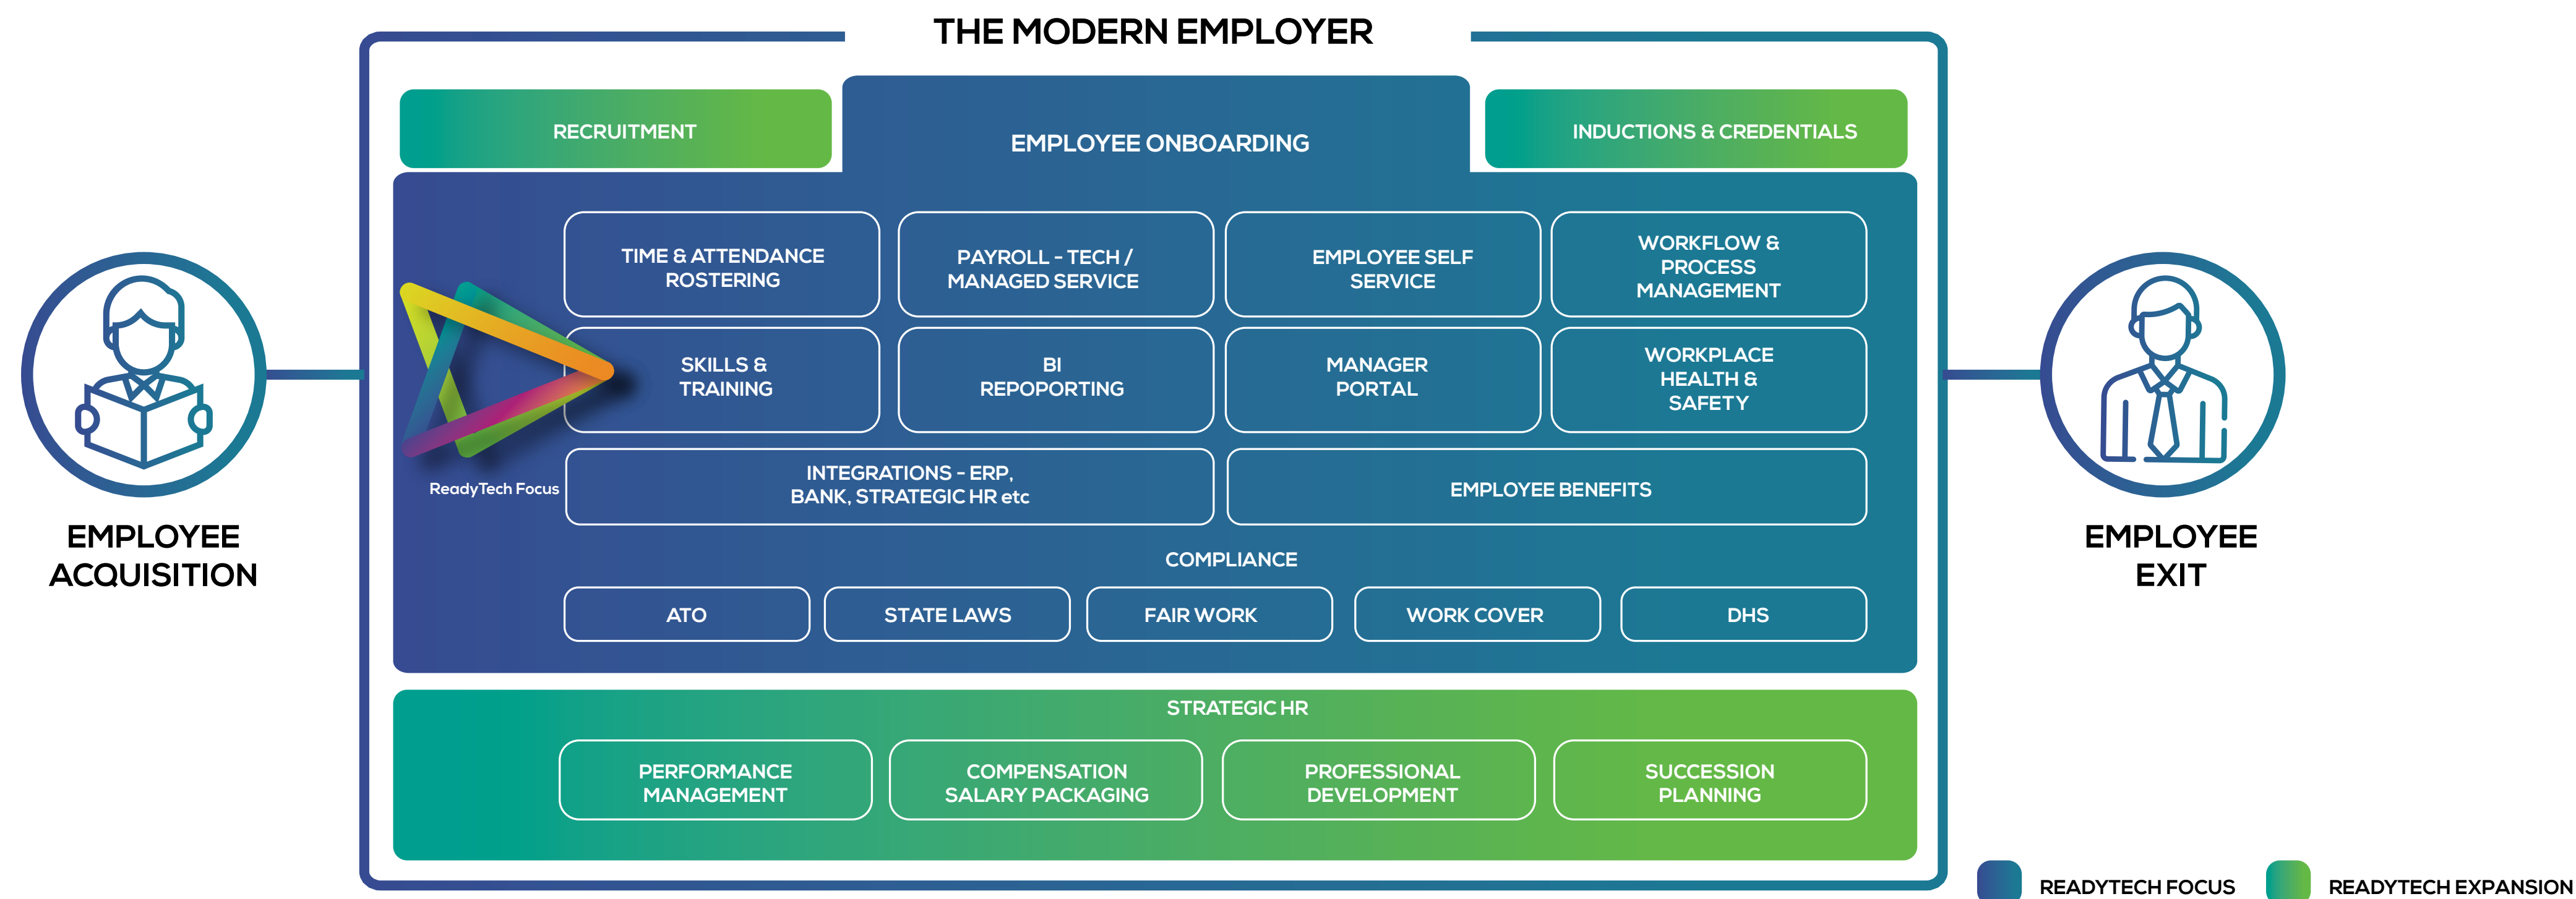 THE MODERN EMPLOYER
RECRUITMENT
EMPLOYEE ONBOARDING
INDUCTIONS & CREDENTIALS
TIME & ATTENDANCE
ROSTERING
PAYROLL - TECH /
MANAGED SERVICE
EMPLOYEE SELF
SERVICE
WORKFLOW &
PROCESS
MANAGEMENT
SKILLS &
TRAINING
BI
REPOPORTING
MANAGER
PORTAL
WORKPLACE
HEALTH &
SAFETY
ReadyTech Focus
INTEGRATIONS - ERP,
BANK, STRATEGIC HR etc
EMPLOYEE BENEFITS
EMPLOYEE
ACQUISITION
EMPLOYEE
EXIT
COMPLIANCE
ATO
STATE LAWS
FAIR WORK
WORK COVER
DHS
STRATEGIC HR
PERFORMANCE
MANAGEMENT
COMPENSATION
SALARY PACKAGING
PROFESSIONAL
DEVELOPMENT
SUCCESSION
PLANNING
READYTECH FOCUS
READYTECH EXPANSION